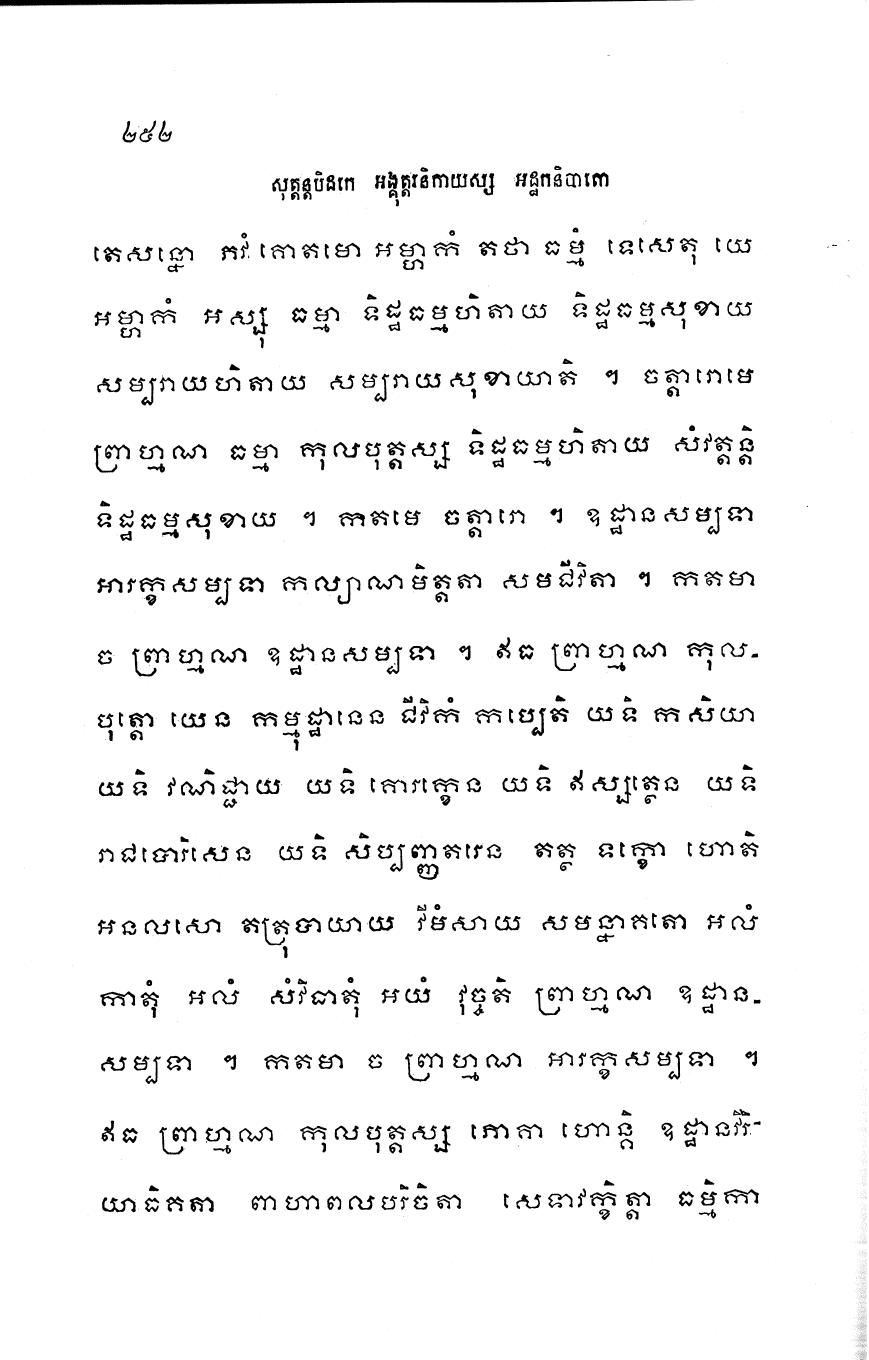 ២៥២
សុត្តន្តបិដកេ អង្គុត្តរនិកាយស្ស អដ្ឋកនិបាតោ
តេសន្នោ ភវំ គោតមោ អម្ហាកំ តថា ធម្មំ ទេសេតុ យេ
អម្ហាកំ អស្សុ ធម្មា ទិដ្ឋធម្មហិតាយ ទិដ្ឋធម្មសុខាយ
សម្បរាយហិតាយ សម្បរាយសុខាយាតិ ។ ចត្តារោមេ
ព្រាហ្មណ ធម្មា កុលបុត្តស្ស ទិដ្ឋធម្មហិតាយ សំវត្តន្តិ
ទិដ្ឋធម្មសុខាយ ។ កតមេ ចត្តារោ ។ ឧដ្ឋានសម្បទា
អារក្ខសម្បទា កល្យាណមិត្តតា សមជីវិតា ។ កតមា
ច ព្រាហ្មណ ឧដ្ឋានសម្បទា ។ ឥធ ព្រាហ្មណ កុល-
បុត្តោ យេន កម្មុដ្ឋានេន ជីវិកំ កប្បេតិ យទិ កសិយា
យទិ វណិជ្ជាយ យទិ គោរក្ខេន យទិ ឥស្សត្ថេន យទិ
រាជបោរិសេន យទិ សិប្បញ្ញតរេន តត្ថ ទក្ខោ ហោតិ
អនលសោ តត្រុបាយាយ វីមំសាយ សមន្នាគតោ អលំ
កាតុំ អលំ សំវិធាតុំ អយំ វុច្ចតិ ព្រាហ្មណ ឧដ្ឋាន-
សម្បទា ។ កតមា ច ព្រាហ្មណ អារក្ខសម្បទា ។
ឥធ ព្រាហ្មណ កុលបុត្តស្ស ភោគា ហោន្តិ ឧដ្ឋានវីរិ-
យាធិគតា ពាហាពលបរិចិតា សេទាវក្ខិត្តា ធម្មិកា